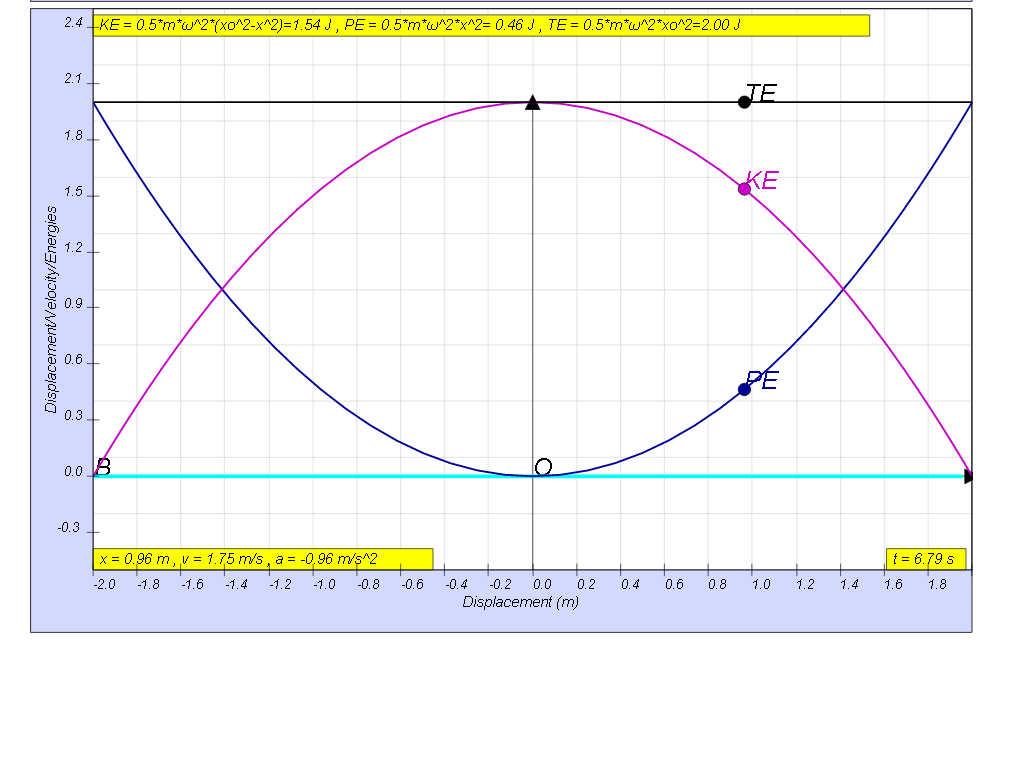 KE = 0.5*m*ω^2*(xo^2-x^2)=1.54 J , PE = 0.5*m*ω^2*x^2= 0.46 J , TE = 0.5*m*ω^2*xo^2=2.00 J
2.4
2.1
1.8
1.5
1.2
0.9
0.6
0.3
0.0
-0.3
Displacement/Velocity/Energies
TE
KE
PE
B
O
x = 0.96 m , v = 1.75 m/s , a = -0.96 m/s^2
t = 6.79 s
-2.0 -1.8 -1.6 -1.4 -1.2 -1.0 -0.8 -0.6 -0.4 -0.2 0.0 0.2 0.4 0.6 0.8 1.0 1.2 1.4 1.6 1.8
Displacement (m)